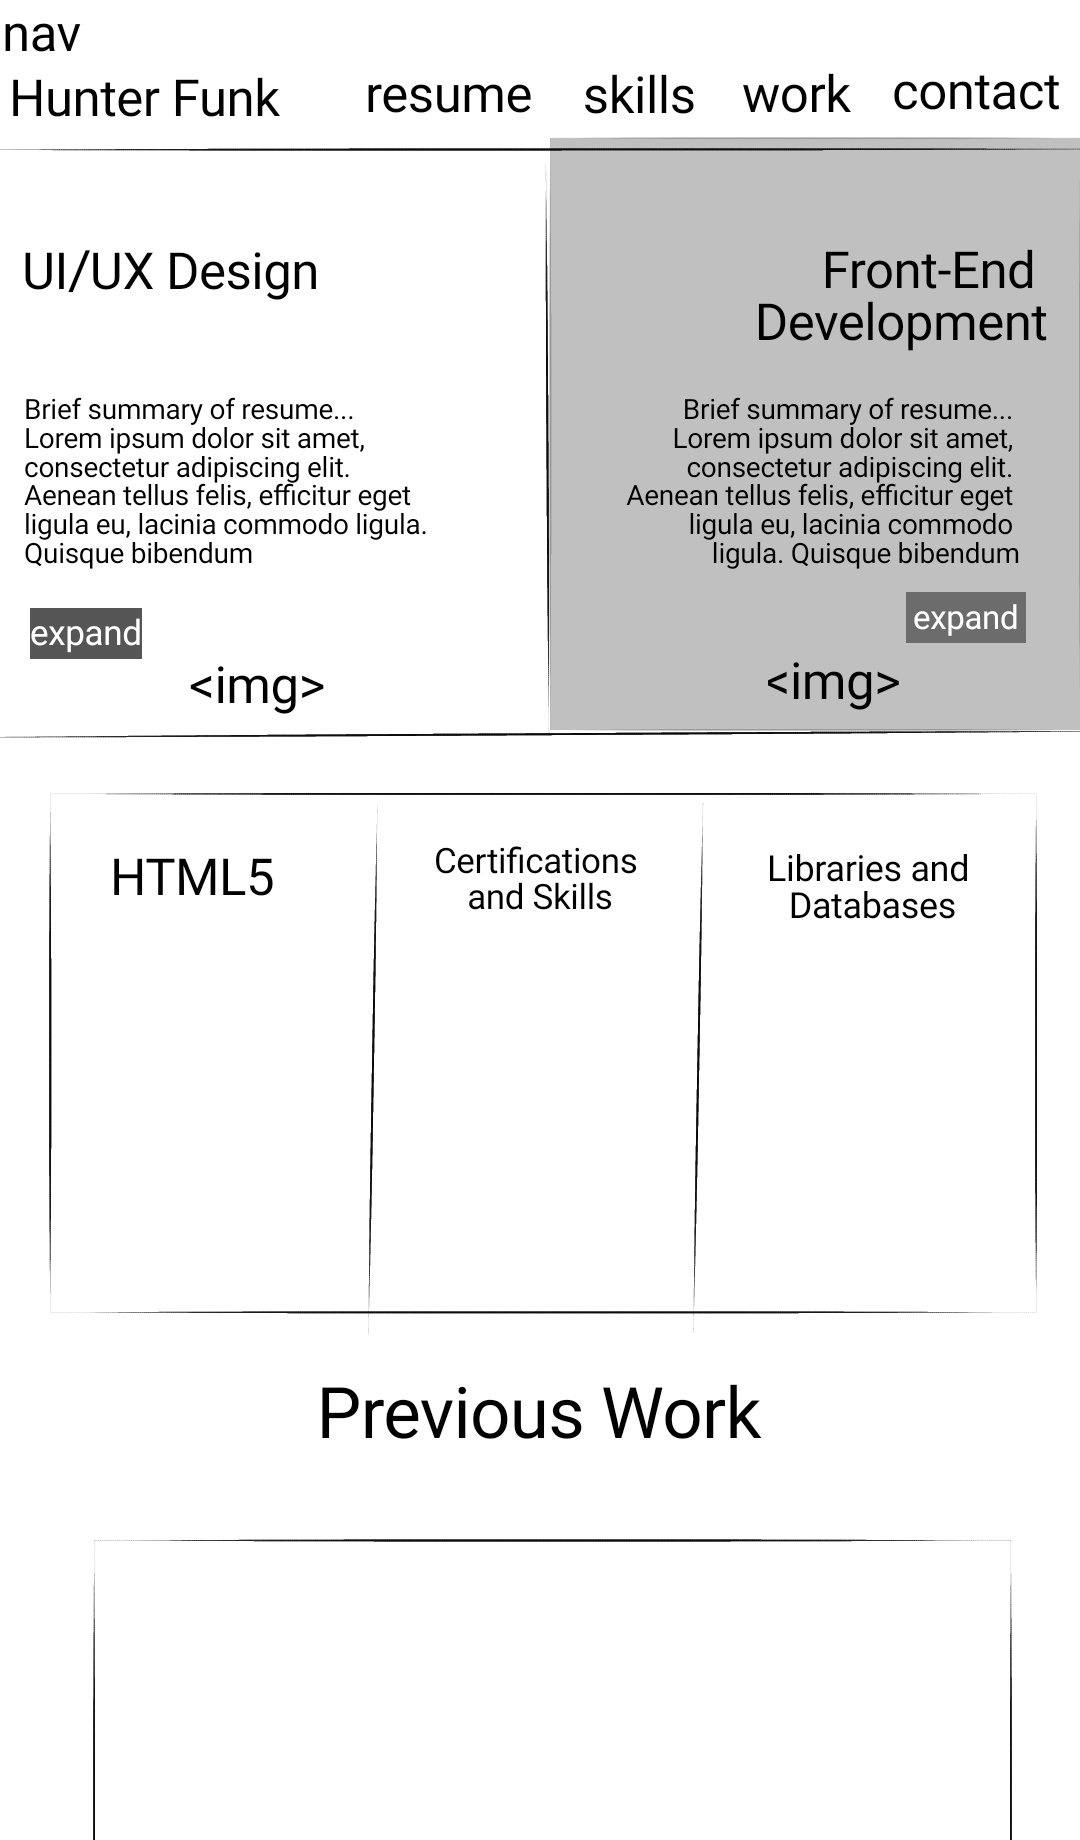 nav
Hunter Funk resume skills work contact
UI/UX Design
Front-End
Development
Brief summary of resume...
Lorem ipsum dolor sit amet,
consectetur adipiscing elit.
Aenean tellus felis, efficitur eget
ligula eu, lacinia commodo ligula.
Quisque bibendum
expand
<img>
Brief summary of resume...
Lorem ipsum dolor sit amet,
consectetur adipiscing elit.
Aenean tellus felis, efficitur eget
ligula eu, lacinia commodo
ligula. Quisque bibendum
expand
<img>
HTML5
Certifications
and Skills
Libraries and
Databases
Previous Work